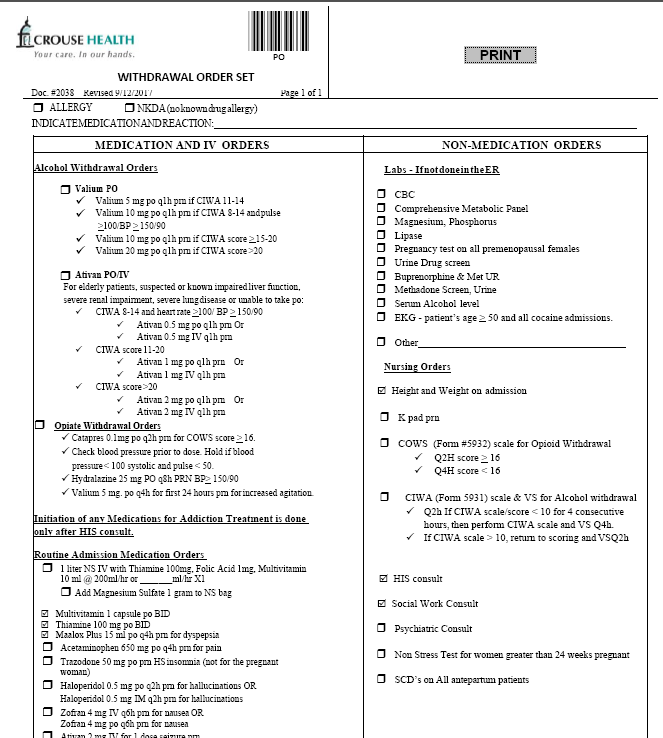 CROUSE HEALTH
Your care. In our hands.
PO
PRINT
WITHDRAWAL ORDER SET
Doc. #2038 Revised 9/12/2017 Page 1 of 1
ALLERGY NKDA(noknowndrugallergy)
INDICATEMEDICATIONANDREACTION:
MEDICATION AND IV ORDERS
Alcohol Withdrawal Orders
Valium PO
Valium 5 mg po q1h prn if CIWA 11-14
Valium 10 mg po q1h prn if CIWA 8-14 andpulse
≥100/BP ≥ 150/90
Valium 10 mg po q1h prn if CIWA score ≥15-20
Valium 20 mg po q1h prn if CIWA score >20
Ativan PO/IV
For elderly patients, suspected or known impaired liver function,
severe renal impairment, severe lung disease or unable to take po:
CIWA 8-14 and heart rate ≥100/ BP ≥ 150/90
Ativan 0.5 mg po q1h prn Or
Ativan 0.5 mg IV q1h prn
CIWA score 11-20
Ativan 1 mg po q1h prn Or
Ativan 1 mg IV q1h prn
CIWA score >20
Ativan 2 mg po q1h prn Or
Ativan 2 mg IV q1h prn
Opiate Withdrawal Orders
Catapres 0.1mg po q2h prn for COWS score ≥ 16.
Check blood pressure prior to dose. Hold if blood
pressure < 100 systolic and pulse < 50.
Hydralazine 25 mg PO q8h PRN BP≥ 150/90
Valium 5 mg. po q4h for first 24 hours prn for increased agitation.
Initiation of any Medications for Addiction Treatment is done
only after HIS consult.
Routine Admission Medication Orders
1 liter NS IV with Thiamine 100mg, Folic Acid 1mg, Multivitamin
10 ml @ 200ml/hr or ______ml/hr X1
Add Magnesium Sulfate 1 gram to NS bag
Multivitamin 1 capsule po BID
Thiamine 100 mg po BID
Maalox Plus 15 ml po q4h prn for dyspepsia
Acetaminophen 650 mg po q4h prn for pain
Trazodone 50 mg po prn HS insomnia (not for the pregnant
woman)
Haloperidol 0.5 mg po q2h prn for hallucinations OR
Haloperidol 0.5 mg IM q2h prn for hallucinations
Zofran 4 mg IV q6h prn for nausea OR
Zofran 4 mg po q6h prn for nausea
Ativan 2 mg IV for 1 dose seizure prn
NON-MEDICATION ORDERS
Labs - IfnotdoneintheER
CBC
Comprehensive Metabolic Panel
Magnesium, Phosphorus
Lipase
Pregnancy test on all premenopausal females
Urine Drug screen
Buprenorphine & Met UR
Methadone Screen, Urine
Serum Alcohol level
EKG - patient's age ≥ 50 and all cocaine admissions.
Other
Nursing Orders
Height and Weight on admission
K pad prn
COWS (Form #5932) scale for Opioid Withdrawal
Q2H score ≥ 16
Q4H score < 16
CIWA (Form 5931) scale & VS for Alcohol withdrawal
Q2h If CIWA scale/score < 10 for 4 consecutive
hours, then perform CIWA scale and VS Q4h.
If CIWA scale > 10, return to scoring and VSQ2h
HIS consult
Social Work Consult
Psychiatric Consult
Non Stress Test for women greater than 24 weeks pregnant
SCD's on All antepartum patients